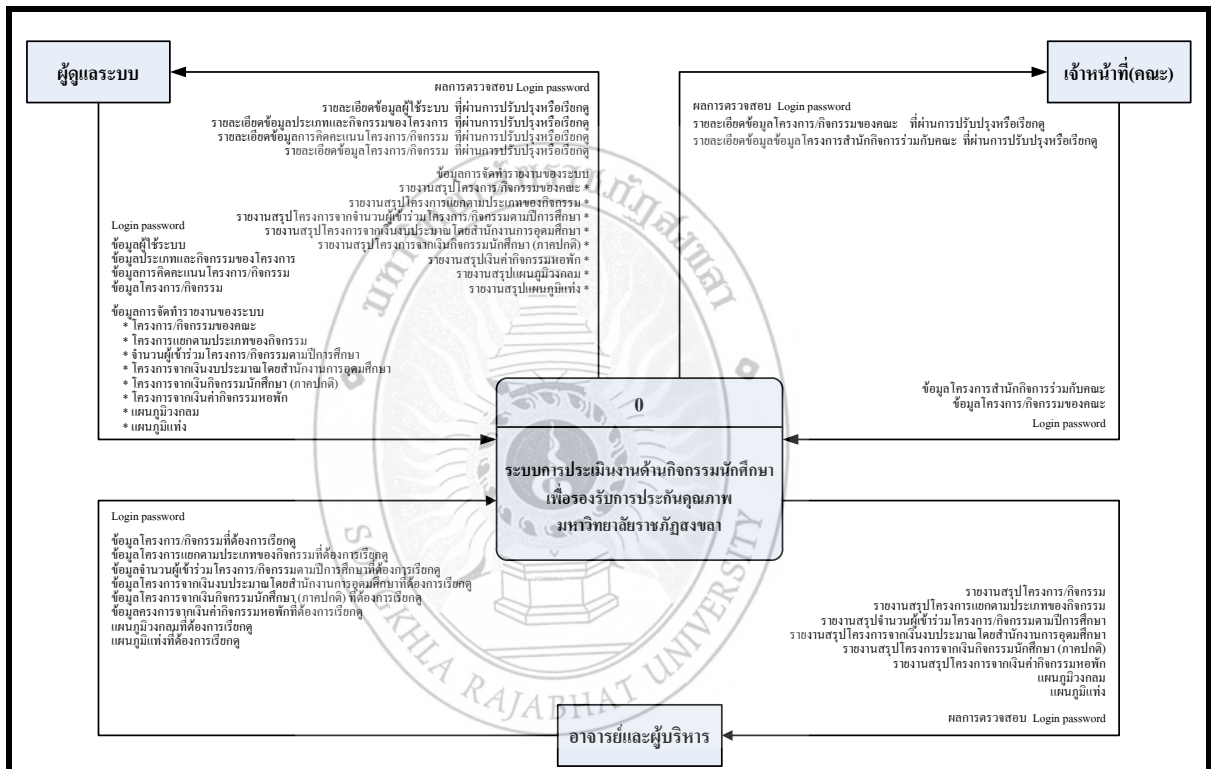 ผู้ดูแลระบบ
เจ้าหน้าที่(คณะ)
ผลการตรวจสอบ Login password
รายละเอียดข้อมูลผู้ใช้ระบบ ที่ผ่านการปรับปรุงหรือเรียกดู
รายละเอียดข้อมูลประเภทและกิจกรรมของโครงการ ที่ผ่านการปรับปรุงหรือเรียกดู
รายละเอียดข้อมูลการคิดคะแนนโครงการ/กิจกรรม ที่ผ่านการปรับปรุงหรือเรียกดู
รายละเอียดข้อมูลโครงการ/กิจกรรม ที่ผ่านการปรับปรุงหรือเรียกดู
ข้อมูลการจัดทำรายงานของระบบ
รายงานสรุปโครงการ/กิจกรรมของคณะ *
รายงานสรุปโครงการแยกตามประเภทของกิจกรรม *
รายงานสรุปโครงการจากจำนวนผู้เข้าร่วมโครงการ/กิจกรรมตามปีการศึกษา *
รายงานสรุปโครงการจากเงินงบประมาณโดยสำนักงานการอุดมศึกษา *
รายงานสรุปโครงการจากเงินกิจกรรมนักศึกษา (ภาคปกติ) *
รายงานสรุปเงินค่ากิจกรรมหอพัก *
รายงานสรุปแผนภูมิวงกลม *
รายงานสรุปแผนภูมิแท่ง *
ผลการตรวจสอบ Login password
รายละเอียดข้อมูลโครงการ/กิจกรรมของคณะ ที่ผ่านการปรับปรุงหรือเรียกดู
รายละเอียดข้อมูลข้อมูลโครงการสำนักกิจการร่วมกับคณะ ที่ผ่านการปรับปรุงหรือเรียกดู
Login password
ข้อมูลผู้ใช้ระบบ
ข้อมูลประเภทและกิจกรรมของโครงการ
ข้อมูลการคิดคะแนนโครงการ/กิจกรรม
ข้อมูลโครงการ/กิจกรรม
ข้อมูลการจัดทำรายงานของระบบ
* โครงการ/กิจกรรมของคณะ
* โครงการแยกตามประเภทของกิจกรรม
* จำนวนผู้เข้าร่วมโครงการ/กิจกรรมตามปีการศึกษา
* โครงการจากเงินงบประมาณโดยสำนักงานการอุดมศึกษา
* โครงการจากเงินกิจกรรมนักศึกษา (ภาคปกติ)
* โครงการจากเงินค่ากิจกรรมหอพัก
* แผนภูมิวงกลม
* แผนภูมิแท่ง
ข้อมูลโครงการสำนักกิจการร่วมกับคณะ
ข้อมูลโครงการ/กิจกรรมของคณะ
Login password
0
ระบบการประเมินงานด้านกิจกรรมนักศึกษา
เพื่อรองรับการประกันคุณภาพ
มหาวิทยาลัยราชภัฏสงขลา
Login password
ข้อมูลโครงการ/กิจกรรมที่ต้องการเรียกดู
ข้อมูลโครงการแยกตามประเภทของกิจกรรมที่ต้องการเรียกดู
ข้อมูลจำนวนผู้เข้าร่วมโครงการ/กิจกรรมตามปีการศึกษาที่ต้องการเรียกดู
ข้อมูลโครงการจากเงินงบประมาณโดยสำนักงานการอุดมศึกษาที่ต้องการเรียกดู
ข้อมูลโครงการจากเงินกิจกรรมนักศึกษา (ภาคปกติ) ที่ต้องการเรียกดู
ข้อมูลครงการจากเงินค่ากิจกรรมหอพักที่ต้องการเรียกดู
แผนภูมิวงกลมที่ต้องการเรียกดู
แผนภูมิแท่งที่ต้องการเรียกดู
รายงานสรุปโครงการ/กิจกรรม
รายงานสรุปโครงการแยกตามประเภทของกิจกรรม
รายงานสรุปจำนวนผู้เข้าร่วมโครงการ/กิจกรรมตามปีการศึกษา
รายงานสรุปโครงการจากเงินงบประมาณโดยสำนักงานการอุดมศึกษา
รายงานสรุปโครงการจากเงินกิจกรรมนักศึกษา (ภาคปกติ)
รายงานสรุปโครงการจากเงินค่ากิจกรรมหอพัก
แผนภูมิวงกลม
แผนภูมิแท่ง
ผลการตรวจสอบ Login password
อาจารย์และผู้บริหาร
มหาวิทยาลัยราชภัฏสงขลา
SONGKHLA RAJABHAT UNIVERSITY